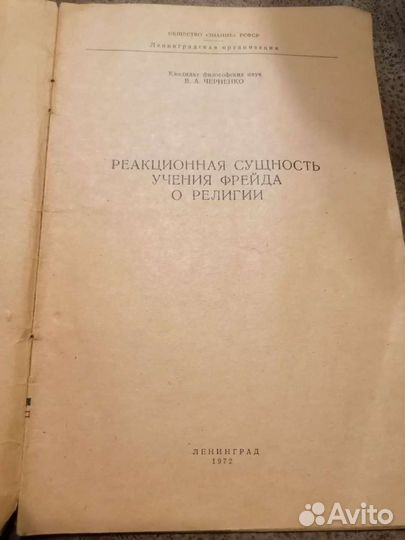 ОБЩЕСТВО «ЗНАНИЕ» РСФСР
Ленинградская организация
Кандидат философских наук
В. А. ЧЕРНЕНКО
РЕАКЦИОННАЯ СУЩНОСТЬ
УЧЕНИЯ ФРЕЙДА
О РЕЛИГИИ
ЛЕНИНГРАД
1972
Avito